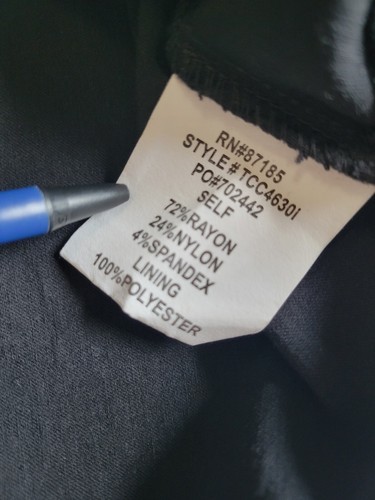 RN#87185
STYLE#TCC4630I
PO#702442
SELF
72%RAYON
24%NYLON
4%SPANDEX
LINING
100%POLYESTER